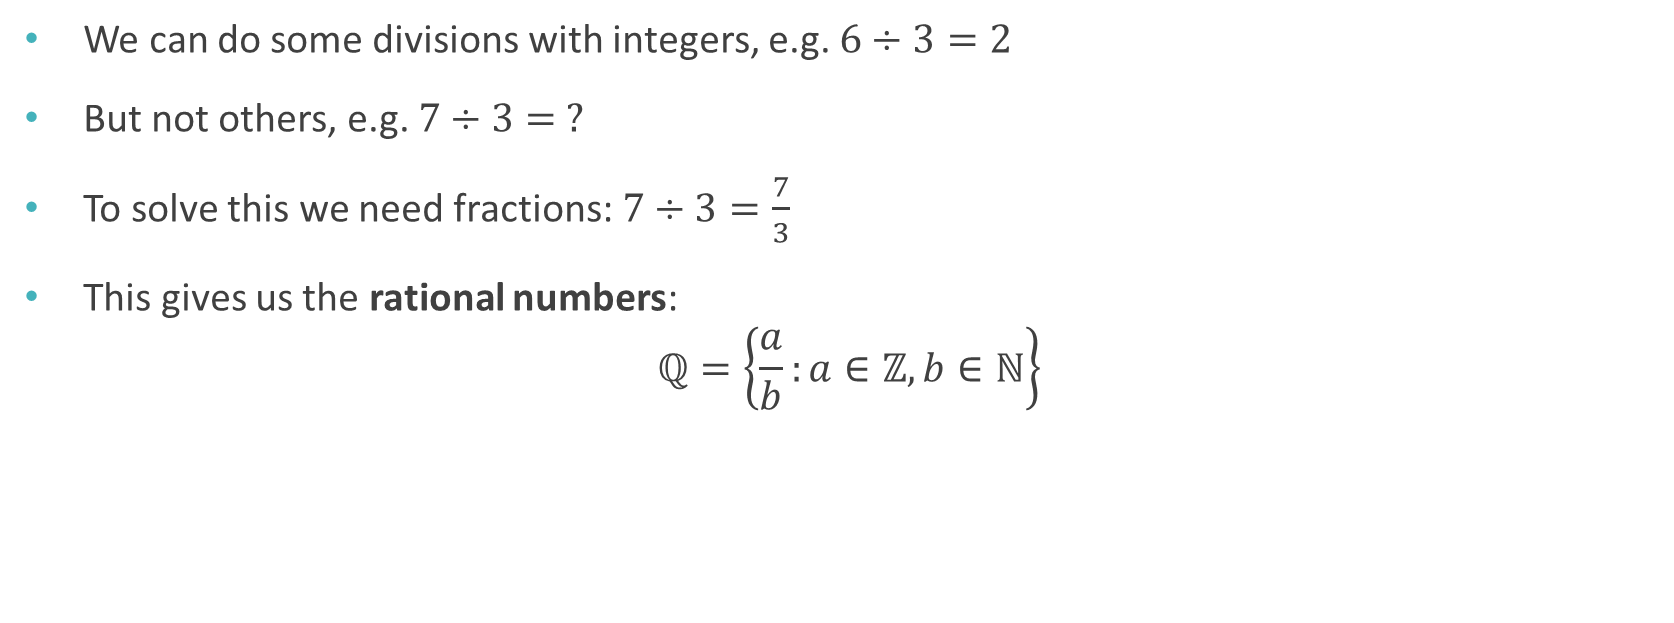 • We can do some divisions with integers, e.g. 6 ÷ 3 = 2
• But not others, e.g. 7 ÷ 3 = ?
• To solve this we need fractions: 7 ÷ 3 = 7/3
• This gives us the rational numbers:
ℚ = {a/b : a ∈ ℤ, b ∈ ℕ}